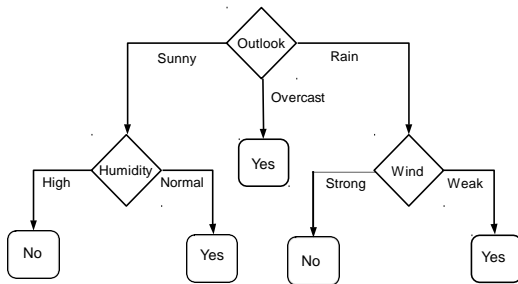 Outlook
Sunny
Rain
Overcast
Yes
Humidity
Wind
High
Normal
Strong
Weak
No
Yes
No
Yes